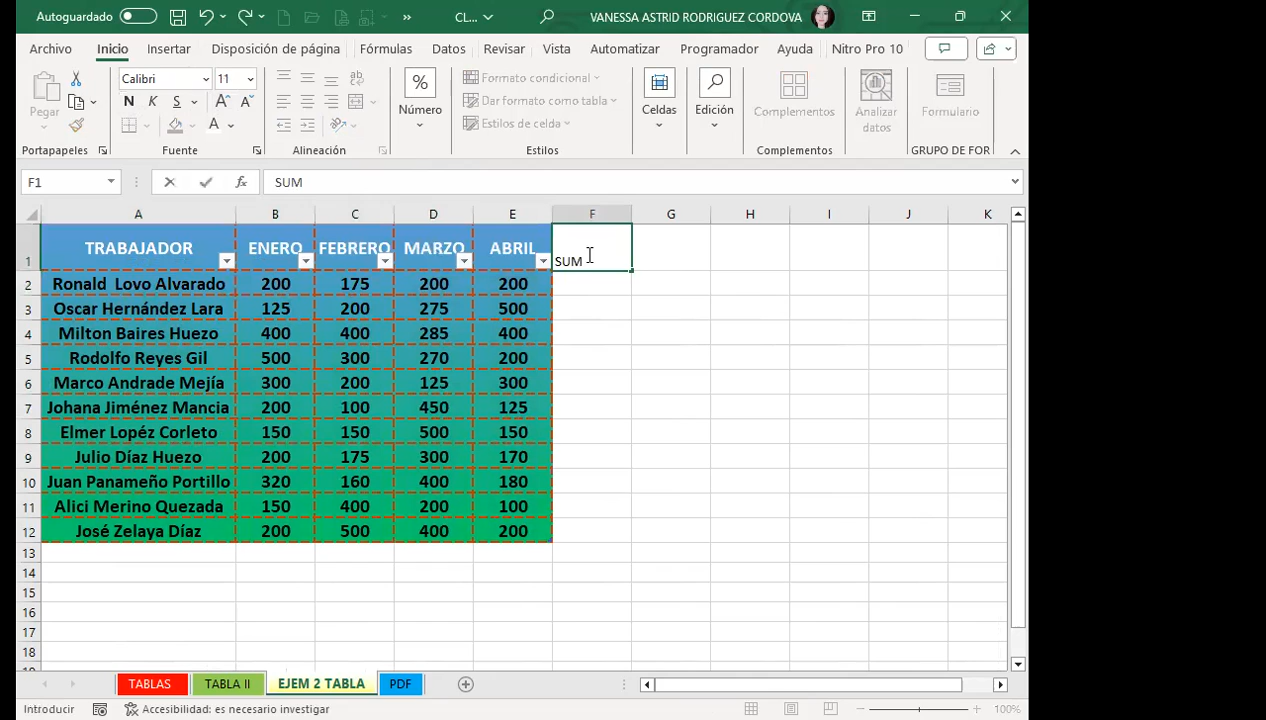 Autoguardado CL... VANESSA ASTRID RODRIGUEZ CORDOVA
Archivo Inicio Insertar Disposición de página Fórmulas Datos Revisar Vista Automatizar Programador Ayuda Nitro Pro 10
Pegar Calibri 11 N K S A A A ab % Número Formato condicional Dar formato como tabla Estilos de celda Celdas Edición Complementos Analizar datos Formulario
Portapapeles Fuente Alineación Estilos Complementos GRUPO DE FOR
F1 fx SUM
A B C D E F G H I J K
1 TRABAJADOR ENERO FEBRERO MARZO ABRIL SUM
2 Ronald Lovo Alvarado 200 175 200 200
3 Oscar Hernández Lara 125 200 275 500
4 Milton Baires Huezo 400 400 285 400
5 Rodolfo Reyes Gil 500 300 270 200
6 Marco Andrade Mejía 300 200 125 300
7 Johana Jiménez Mancia 200 100 450 125
8 Elmer Lopéz Corleto 150 150 500 150
9 Julio Díaz Huezo 200 175 300 170
10 Juan Panameño Portillo 320 160 400 180
11 Alici Merino Quezada 150 400 200 100
12 José Zelaya Díaz 200 500 400 200
13
14
15
16
17
18
TABLAS TABLA II EJEM 2 TABLA PDF
Introducir Accesibilidad: es necesario investigar 100%